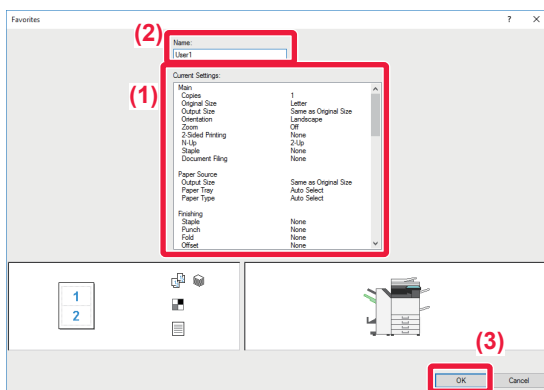 Favorites ? ×
(2)
Name:
User1
(1)
Current Settings:
Main
Copies 1
Original Size Letter
Output Size Same as Original Size
Orientation Landscape
Zoom Off
2-Sided Printing None
N-Up 2-Up
Staple None
Document Filing None
Paper Source
Output Size Same as Original Size
Paper Tray Auto Select
Paper Type Auto Select
Finishing
Staple None
Punch None
Fold None
Offset None
1
2
(3)
OK Cancel